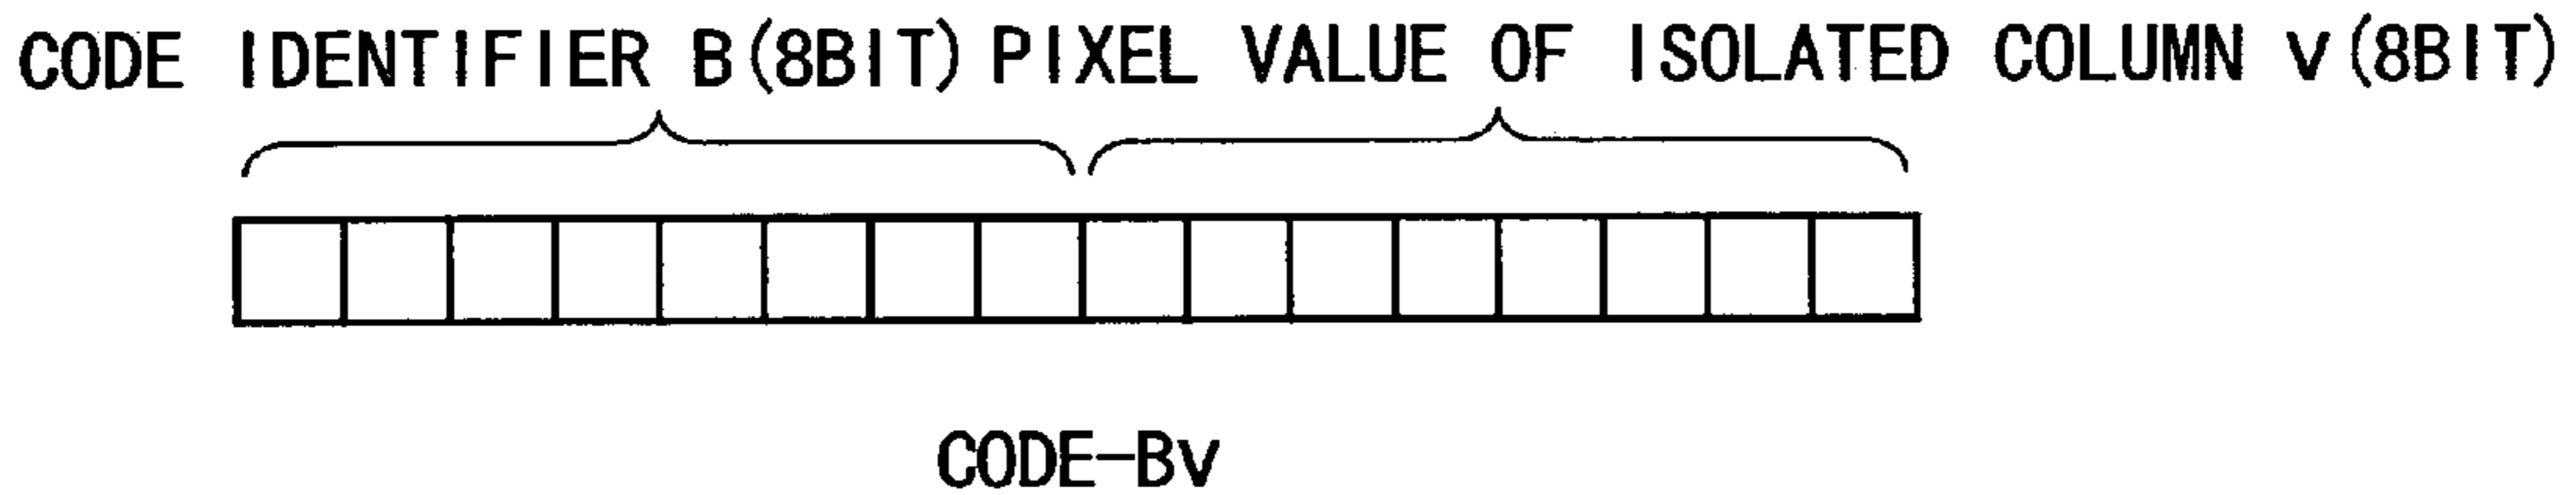 CODE IDENTIFIER B(8BIT) PIXEL VALUE OF ISOLATED COLUMN v(8BIT)
CODE-Bv